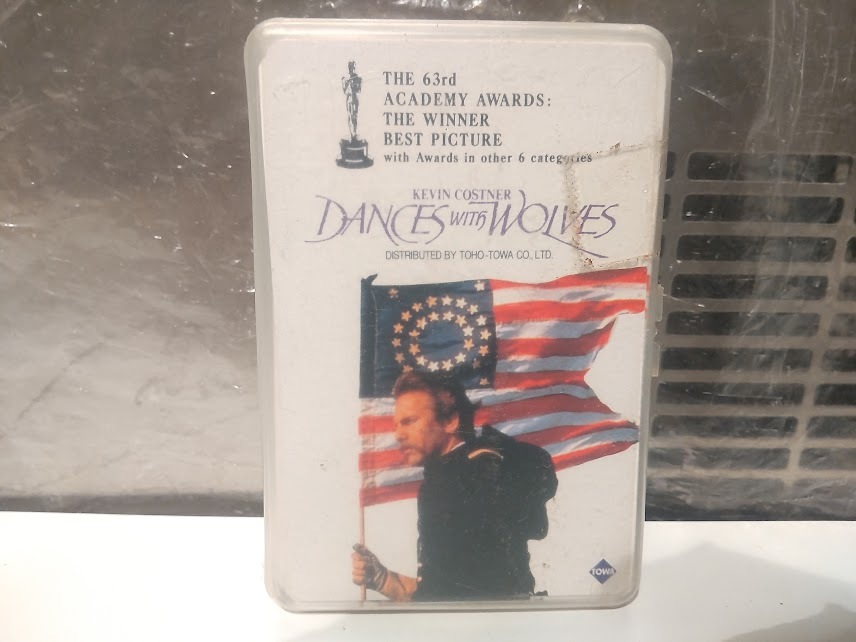 THE 63rd
ACADEMY AWARDS:
THE WINNER
BEST PICTURE
with Awards in other 6 categories
KEVIN COSTNER
DANCES WITH WOLVES
DISTRIBUTED BY TOHO-TOWA CO., LTD.
TOWA